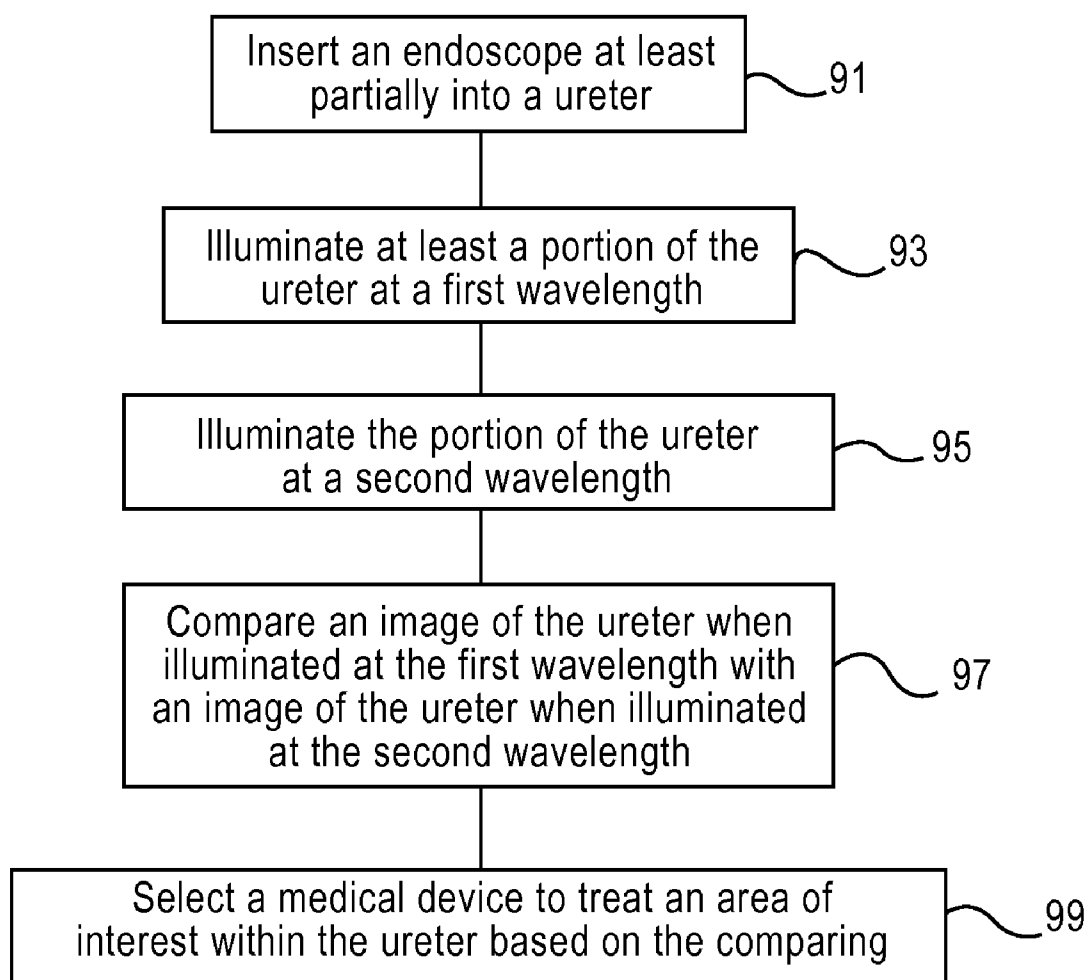 Insert an endoscope at least
partially into a ureter
91
Illuminate at least a portion of the
ureter at a first wavelength
93
Illuminate the portion of the ureter
at a second wavelength
95
Compare an image of the ureter when
illuminated at the first wavelength with
an image of the ureter when illuminated
at the second wavelength
97
Select a medical device to treat an area of
interest within the ureter based on the comparing
99